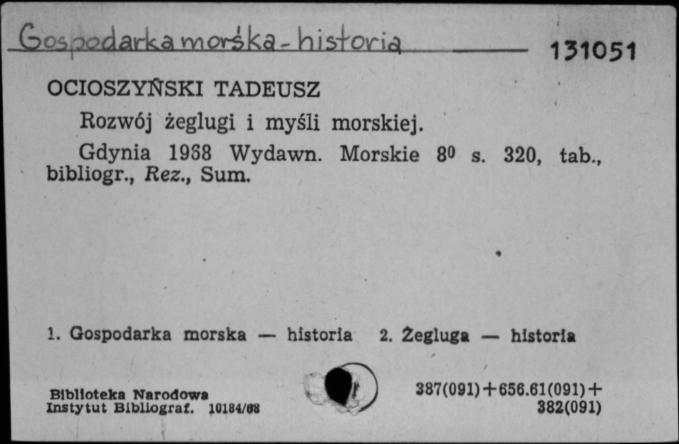 Gospodarka morska - historia
131051
OCIOSZYŃSKI TADEUSZ
Rozwój żeglugi i myśli morskiej.
Gdynia 1968 Wydawn. Morskie 8⁰ s. 320, tab.,
bibliogr., Rez., Sum.
1. Gospodarka morska — historia 2. Żegluga — historia
Biblioteka Narodowa
Instytut Bibliograf. 10184/68
387(091)+656.61(091)+
382(091)